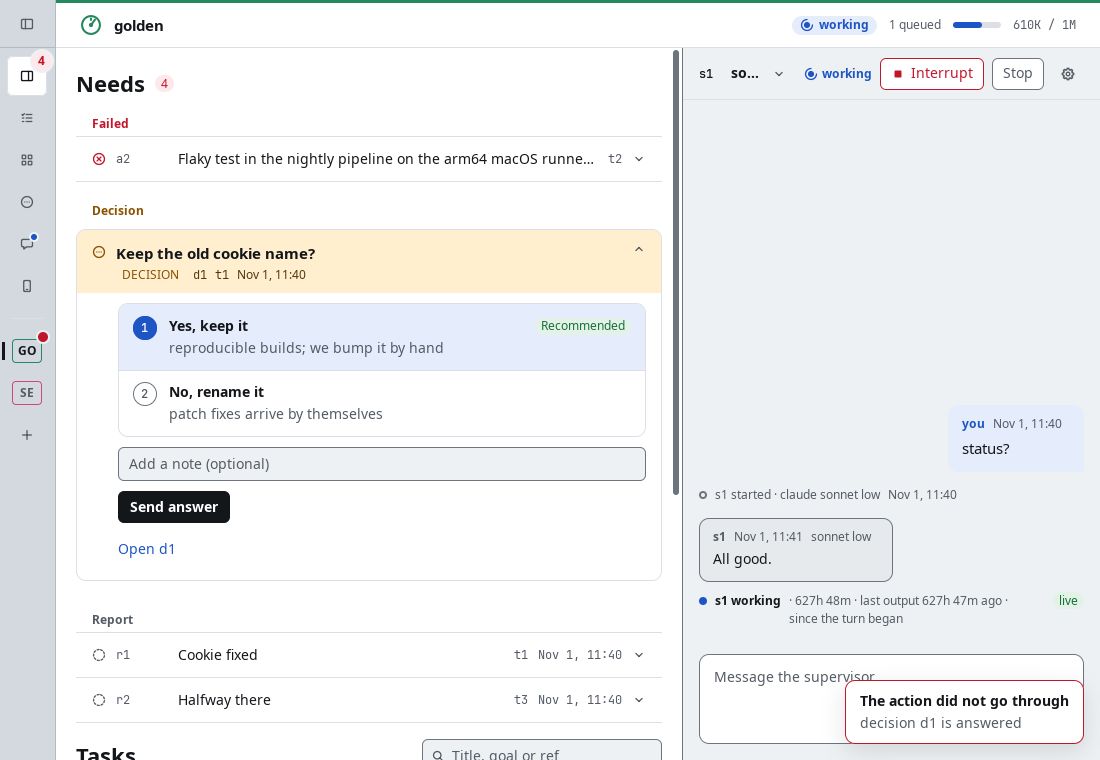 golden
working
1 queued
610K / 1M
4
Needs 4
Failed
a2 Flaky test in the nightly pipeline on the arm64 macOS runne... t2
Decision
Keep the old cookie name?
DECISION d1 t1 Nov 1, 11:40
1 Yes, keep it Recommended
reproducible builds; we bump it by hand
2 No, rename it
patch fixes arrive by themselves
Add a note (optional)
Send answer
Open d1
Report
r1 Cookie fixed t1 Nov 1, 11:40
r2 Halfway there t3 Nov 1, 11:40
Tasks
Title, goal or ref
GO
SE
s1 so... working Interrupt Stop
you Nov 1, 11:40
status?
s1 started · claude sonnet low Nov 1, 11:40
s1 Nov 1, 11:41 sonnet low
All good.
s1 working · 627h 48m · last output 627h 47m ago · live
since the turn began
Message the supervisor
The action did not go through
decision d1 is answered